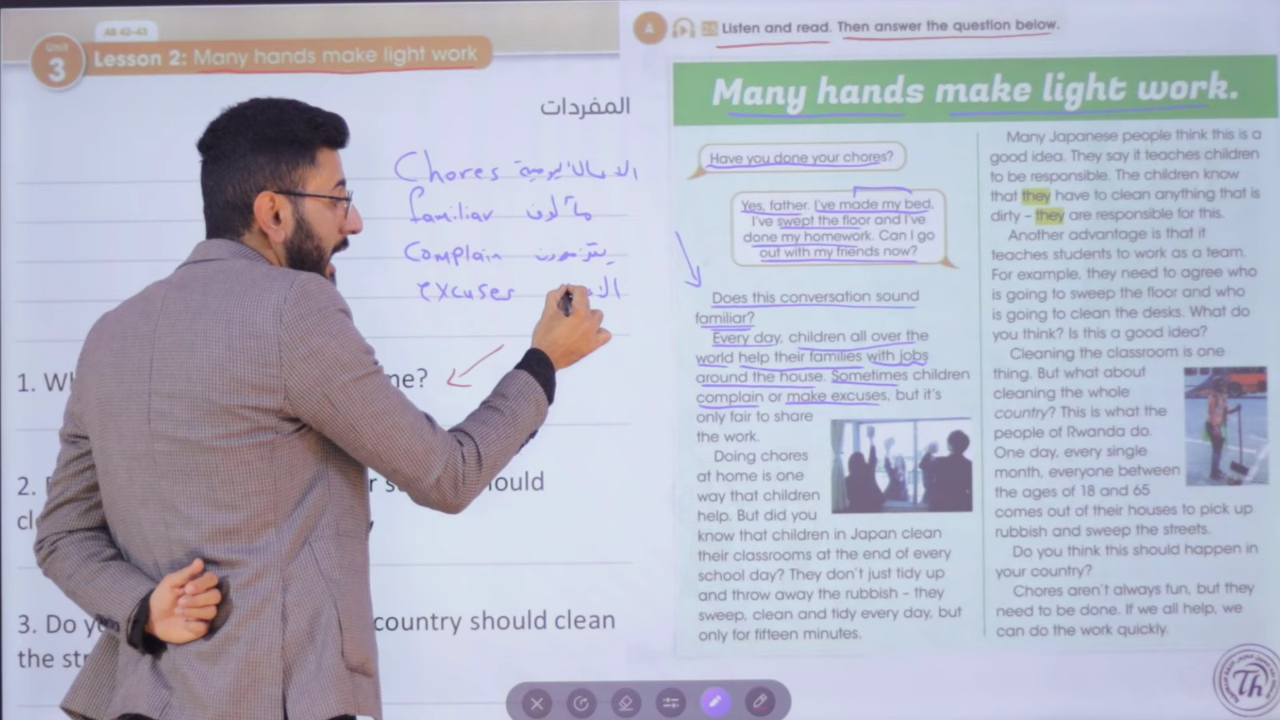 AB 42-43
Unit
3
Lesson 2: Many hands make light work
المفردات
Chores الاعمال اليومية
familiar مألوف
Complain يتذمرون
excuses
me?
2.
ould
3. Do
country should clean
the
A
Listen and read. Then answer the question below.
Many hands make light work.
Have you done your chores?
Yes, father. I've made my bed,
I've swept the floor and I've
done my homework. Can I go
out with my friends now?
Does this conversation sound
familiar?
Every day, children all over the
world help their families with jobs
around the house. Sometimes children
complain or make excuses, but it's
only fair to share
the work.
Doing chores
at home is one
way that children
help. But did you
know that children in Japan clean
their classrooms at the end of every
school day? They don't just tidy up
and throw away the rubbish – they
sweep, clean and tidy every day, but
only for fifteen minutes.
Many Japanese people think this is a
good idea. They say it teaches children
to be responsible. The children know
that they have to clean anything that is
dirty – they are responsible for this.
Another advantage is that it
teaches students to work as a team.
For example, they need to agree who
is going to sweep the floor and who
is going to clean the desks. What do
you think? Is this a good idea?
Cleaning the classroom is one
thing. But what about
cleaning the whole
country? This is what the
people of Rwanda do.
One day, every single
month, everyone between
the ages of 18 and 65
comes out of their houses to pick up
rubbish and sweep the streets.
Do you think this should happen in
your country?
Chores aren't always fun, but they
need to be done. If we all help, we
can do the work quickly.
Th